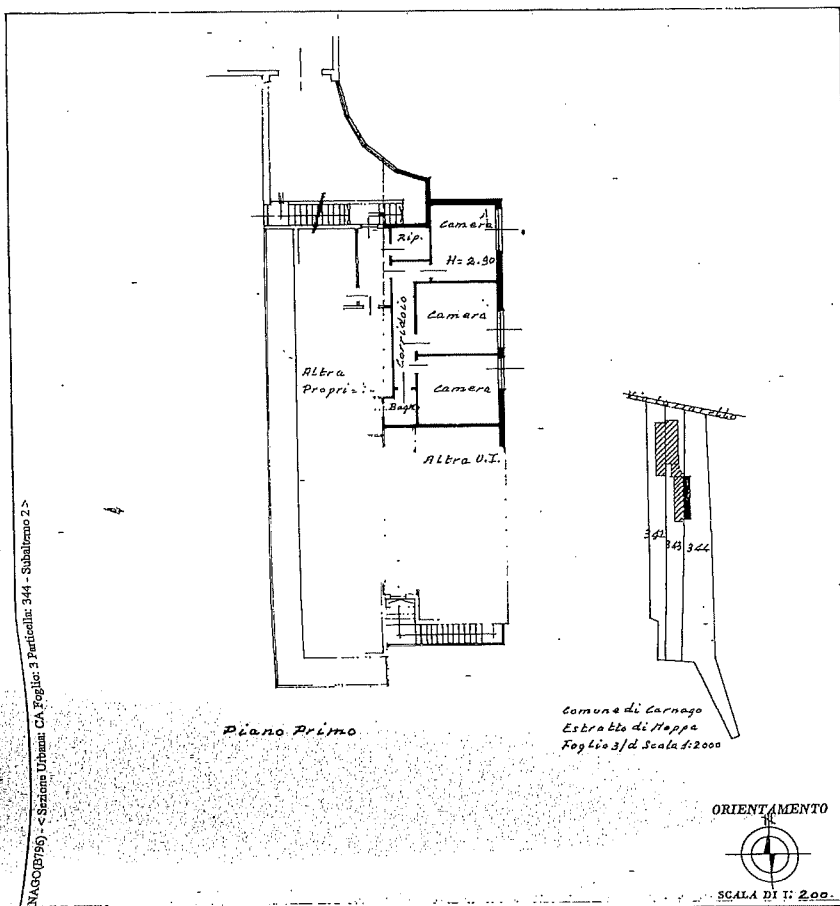 Camera
Rip.
H = 2.90
Camera
Corridoio
Altra
Propri
Camera
Bagno
Altra U.I.
342
343
344
Piano Primo
Comune di Carnago
Estratto di Mappa
Foglio 3/d Scala 1:2000
NAGO(B796) - < Sezione Urbana: CA Foglio: 3 Particella: 344 - Subalterno 2 >
ORIENTAMENTO
N
SCALA DI 1: 200